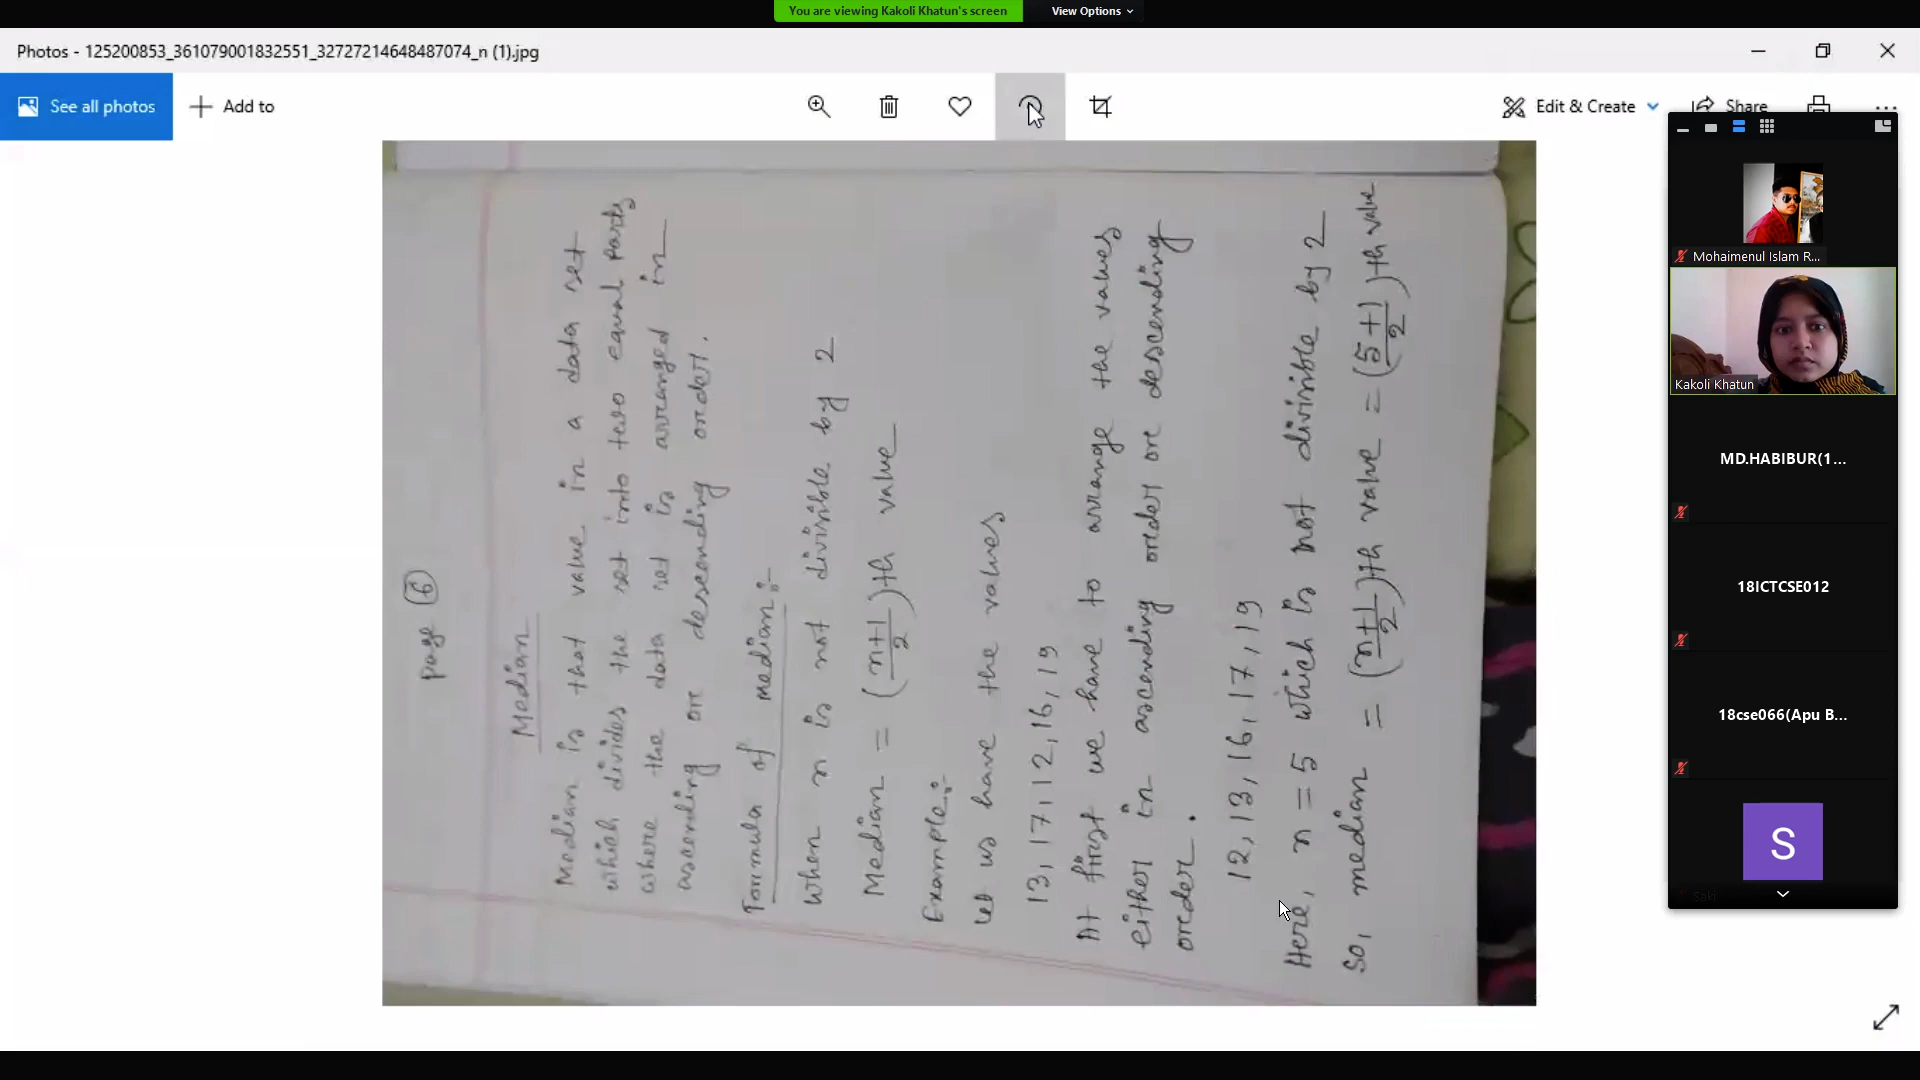 You are viewing Kakoli Khatun's screen
View Options
Photos - 125200853_361079001832551_32727214648487074_n (1).jpg
See all photos
Add to
Edit & Create
Share
Page 6
Median
Median is that value in a data set
which divides the set into two equal parts
where the data set is arranged in
ascending or descending order.
Formula of median:-
When n is not divisible by 2
Median = (n+1/2)th value
Example:-
Let us have the values
13, 17, 12, 16, 19
At first we have to arrange the values
either in ascending order or descending
order.
12, 13, 16, 17, 19
Here, n = 5 which is not divisible by 2
So, median = (n+1/2)th value = (5+1/2)th value
Mohaimenul Islam R...
Kakoli Khatun
MD.HABIBUR(1...
18ICTCSE012
18cse066(Apu B...
S
Saki